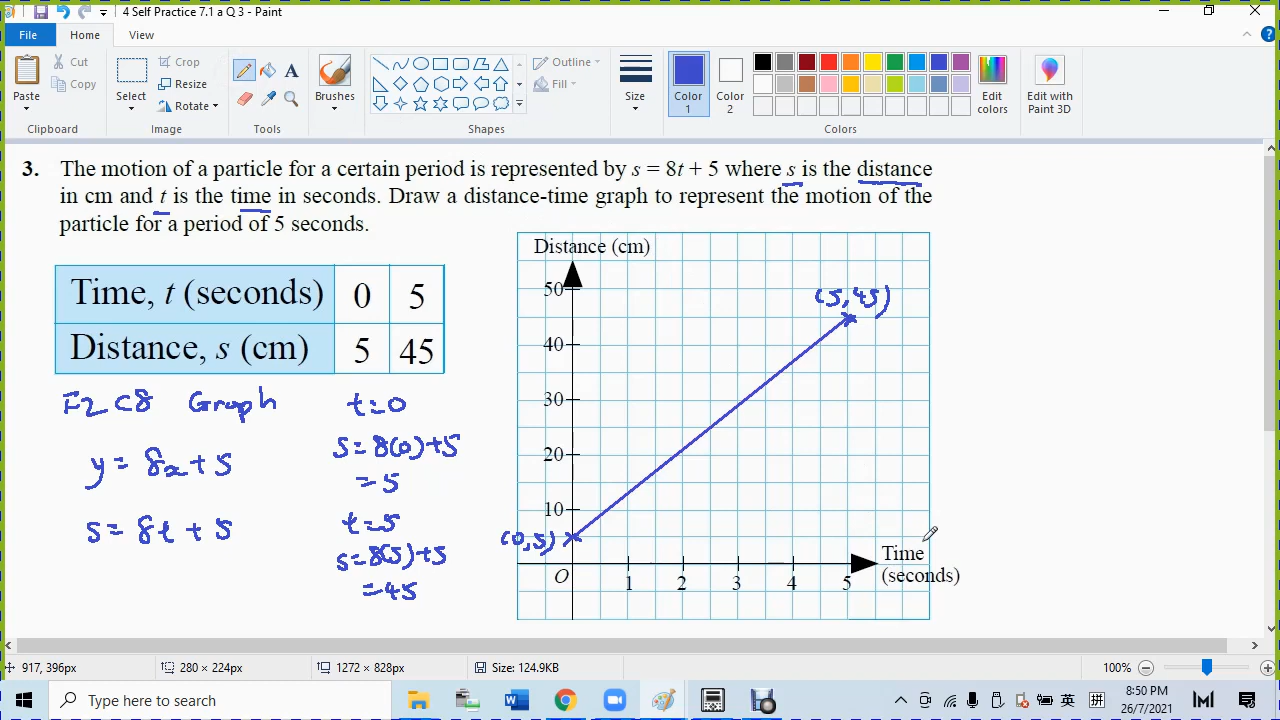 4 Self Practice 7.1 a Q 3 - Paint
File Home View
Paste Cut Copy Clipboard
Select Crop Resize Rotate Image
Tools
Brushes
Outline Fill Shapes
Size
Color 1 Color 2 Edit colors Colors
Edit with Paint 3D
3. The motion of a particle for a certain period is represented by s = 8t + 5 where s is the distance
in cm and t is the time in seconds. Draw a distance-time graph to represent the motion of the
particle for a period of 5 seconds.
Time, t (seconds) 0 5
Distance, s (cm) 5 45
F2 C8 Graph
y = 8x + 5
s = 8t + 5
t=0
s=8(0)+5
=5
t=5
s=8(5)+5
=45
Distance (cm)
50
40
30
20
10
O 1 2 3 4 5
Time
(seconds)
(5,45)
(0,5)
917, 396px 280 × 224px 1272 × 828px Size: 124.9KB 100%
Type here to search
英 拼
8:50 PM
26/7/2021